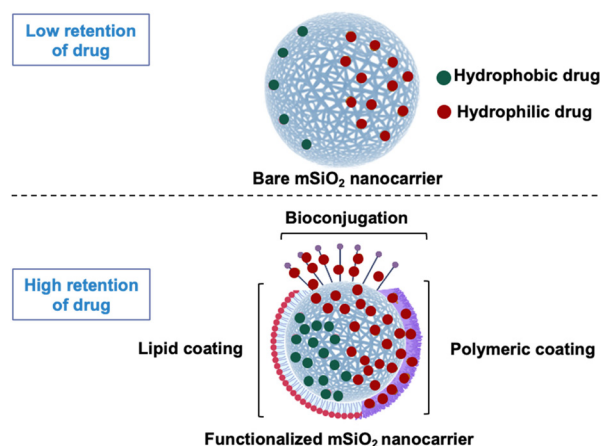 Low retention
of drug
Hydrophobic drug
Hydrophilic drug
Bare mSiO₂ nanocarrier
Bioconjugation
High retention
of drug
Lipid coating
Polymeric coating
Functionalized mSiO₂ nanocarrier